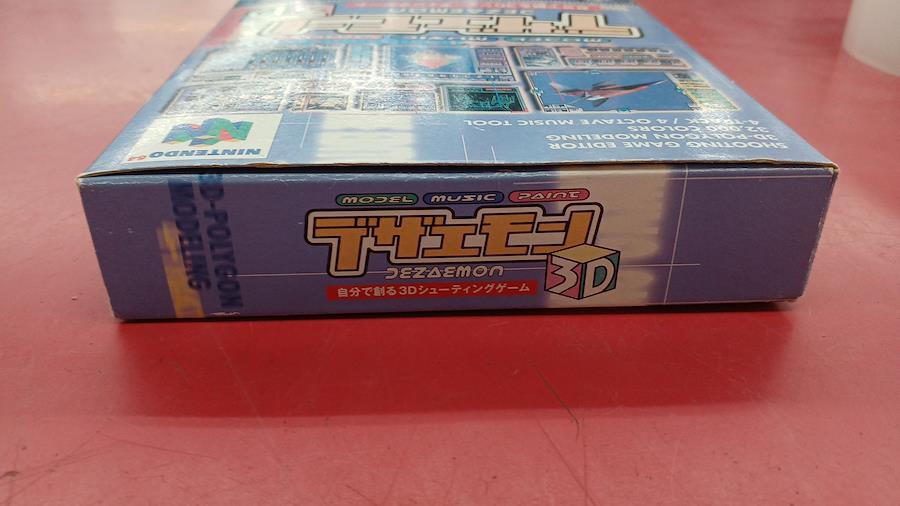 SHOOTING GAME EDITOR
3D-POLYGON MODELING
32,000 COLORS
4-TRACK / 4 OCTAVE MUSIC TOOL
NINTENDO 64
3D-POLYGON
MODELING
MODEL MUSIC PAINT
デザエモン
3D
DEZAEMON
自分で創る3Dシューティングゲーム